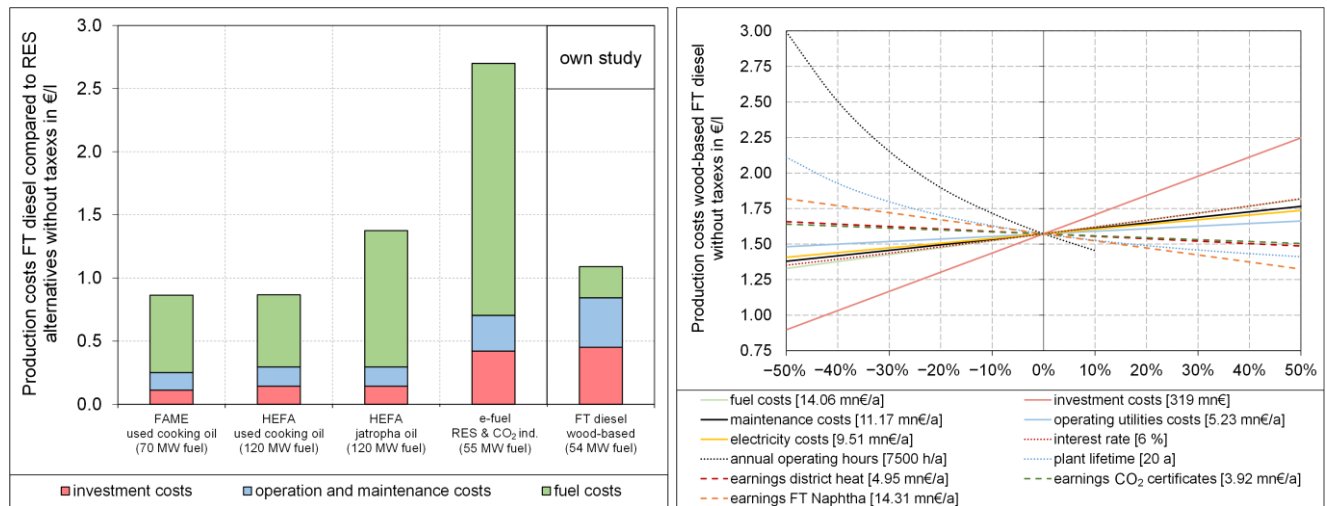 Production costs FT diesel compared to RES
alternatives without taxexs in €/l
3.0
2.5
2.0
1.5
1.0
0.5
0.0
own study
FAME
used cooking oil
(70 MW fuel)
HEFA
used cooking oil
(120 MW fuel)
HEFA
jatropha oil
(120 MW fuel)
e-fuel
RES & CO₂ ind.
(55 MW fuel)
FT diesel
wood-based
(54 MW fuel)
investment costs
operation and maintenance costs
fuel costs
Production costs wood-based FT diesel
without taxexs in €/l
3.00
2.75
2.50
2.25
2.00
1.75
1.50
1.25
1.00
0.75
−50% −40% −30% −20% −10% 0% 10% 20% 30% 40% 50%
fuel costs [14.06 mn€/a]
investment costs [319 mn€]
maintenance costs [11.17 mn€/a]
operating utilities costs [5.23 mn€/a]
electricity costs [9.51 mn€/a]
interest rate [6 %]
annual operating hours [7500 h/a]
plant lifetime [20 a]
earnings district heat [4.95 mn€/a]
earnings CO₂ certificates [3.92 mn€/a]
earnings FT Naphtha [14.31 mn€/a]